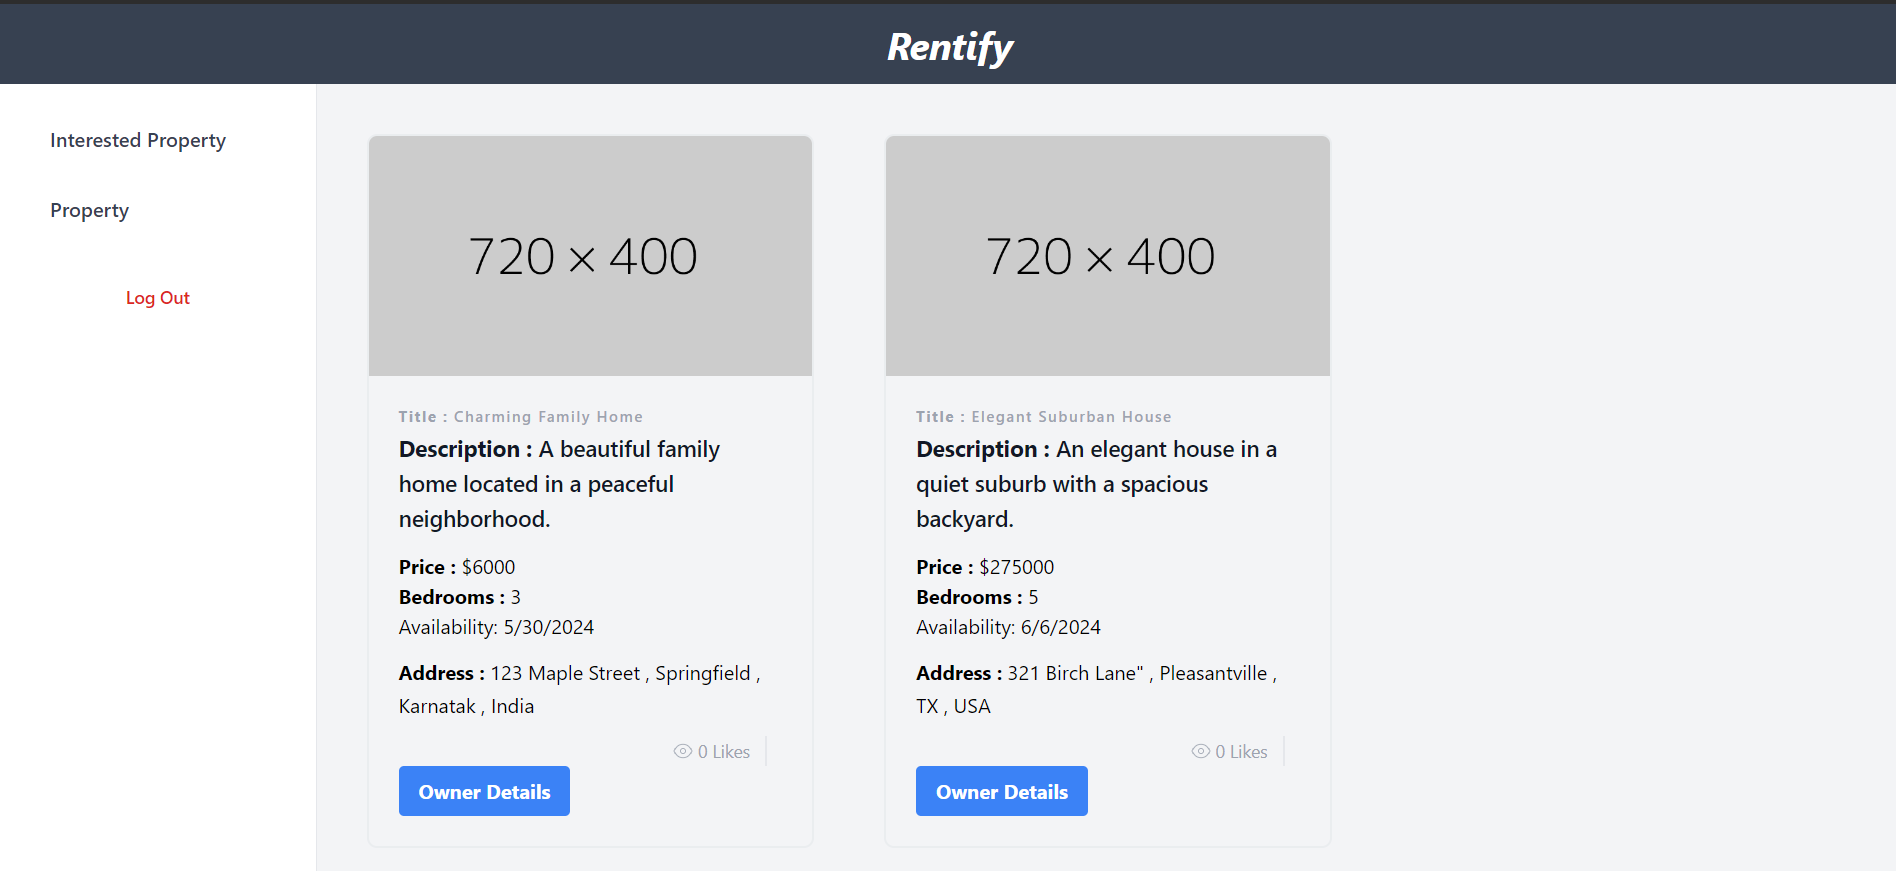 Rentify
Interested Property
Property
Log Out
720 × 400
Title : Charming Family Home
Description : A beautiful family
home located in a peaceful
neighborhood.
Price : $6000
Bedrooms : 3
Availability: 5/30/2024
Address : 123 Maple Street , Springfield ,
Karnatak , India
0 Likes
Owner Details
720 × 400
Title : Elegant Suburban House
Description : An elegant house in a
quiet suburb with a spacious
backyard.
Price : $275000
Bedrooms : 5
Availability: 6/6/2024
Address : 321 Birch Lane" , Pleasantville ,
TX , USA
0 Likes
Owner Details